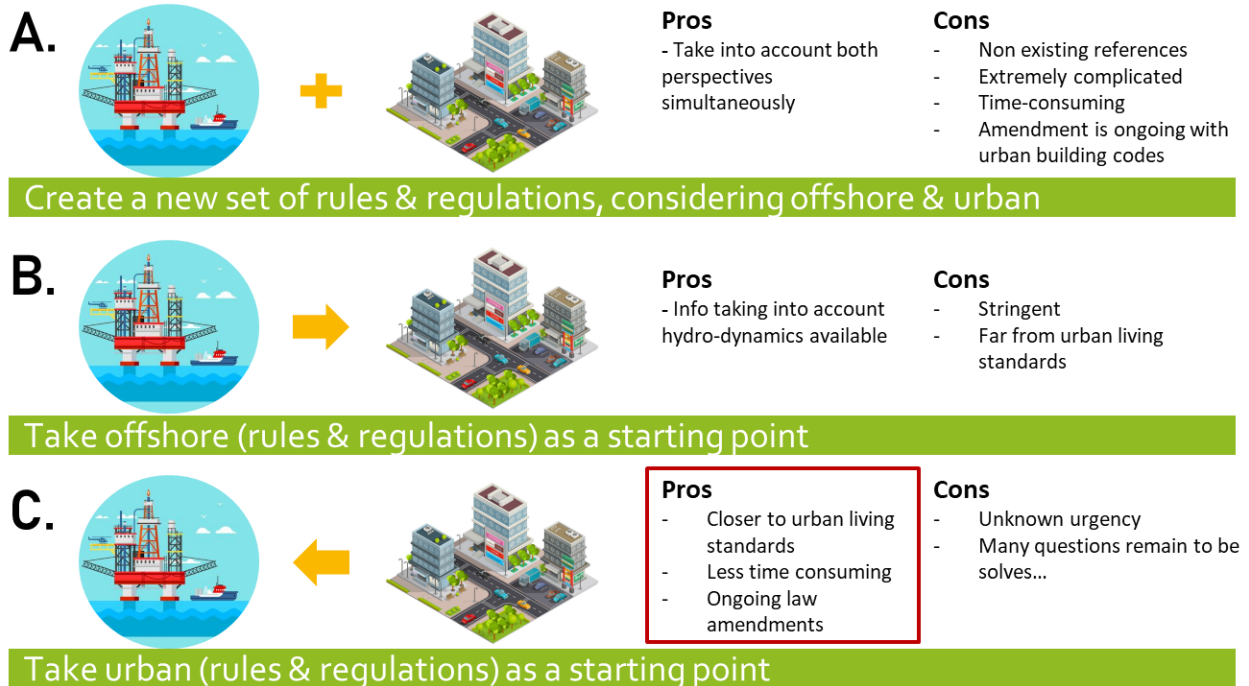 A.
Pros
- Take into account both
perspectives
simultaneously
Cons
- Non existing references
- Extremely complicated
- Time-consuming
- Amendment is ongoing with
urban building codes
Create a new set of rules & regulations, considering offshore & urban
B.
Pros
- Info taking into account
hydro-dynamics available
Cons
- Stringent
- Far from urban living
standards
Take offshore (rules & regulations) as a starting point
C.
Pros
- Closer to urban living
standards
- Less time consuming
- Ongoing law
amendments
Cons
- Unknown urgency
- Many questions remain to be
solves...
Take urban (rules & regulations) as a starting point